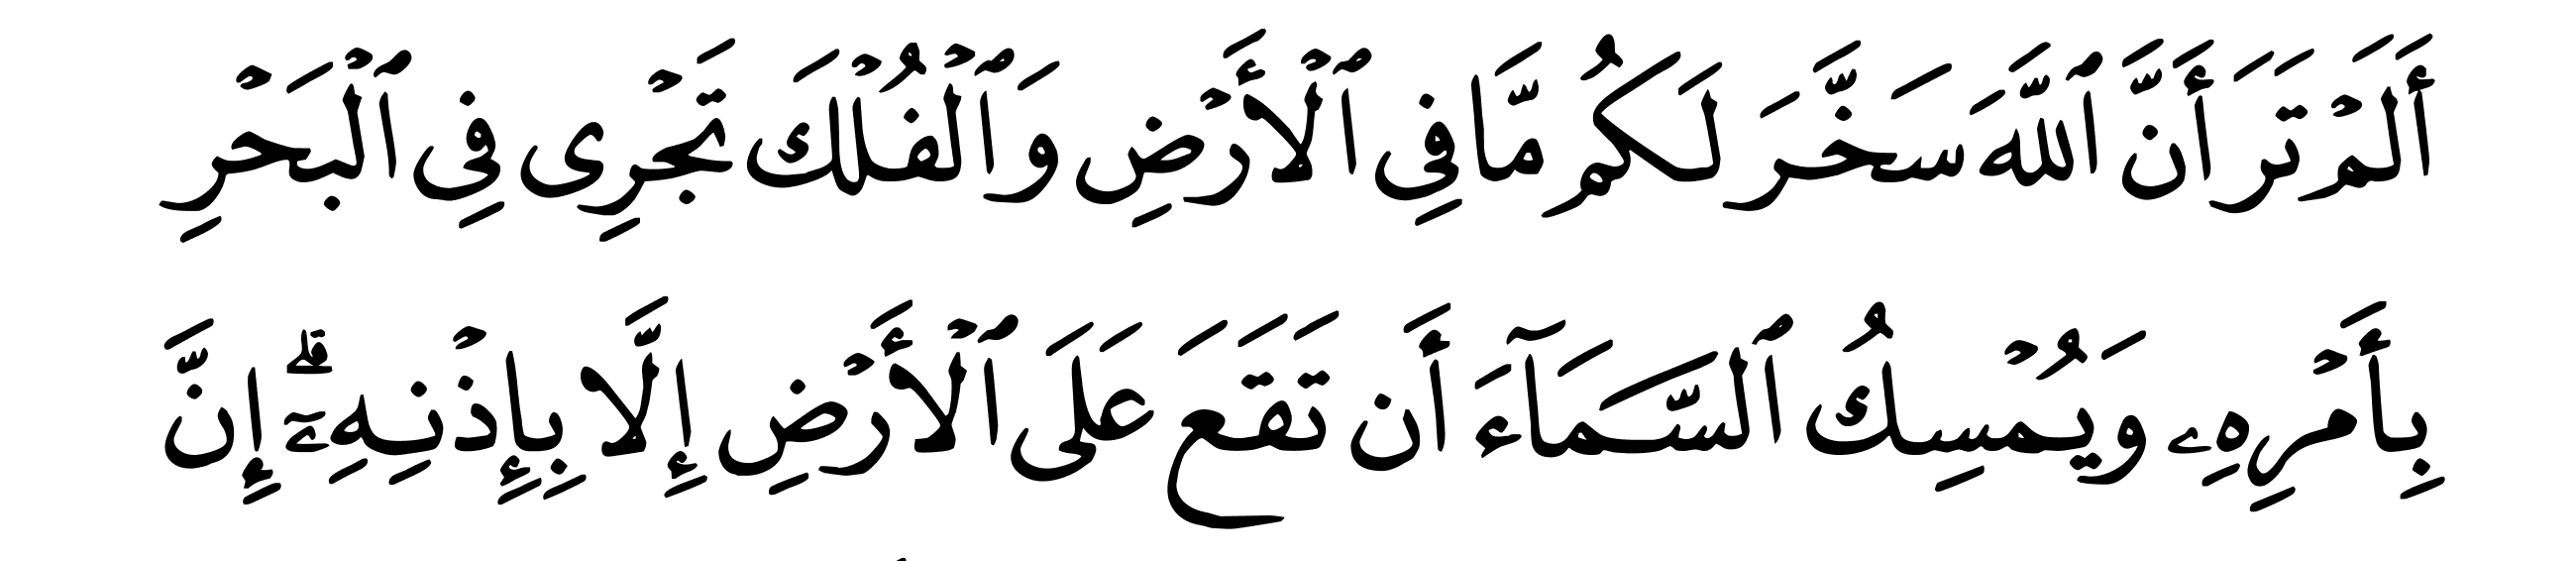 أَلَمۡ تَرَ أَنَّ ٱللَّهَ سَخَّرَ لَكُم مَّا فِي ٱلۡأَرۡضِ وَٱلۡفُلۡكَ تَجۡرِي فِي ٱلۡبَحۡرِ
بِأَمۡرِهِۦ وَيُمۡسِكُ ٱلسَّمَآءَ أَن تَقَعَ عَلَى ٱلۡأَرۡضِ إِلَّا بِإِذۡنِهِۦٓۗ إِنَّ